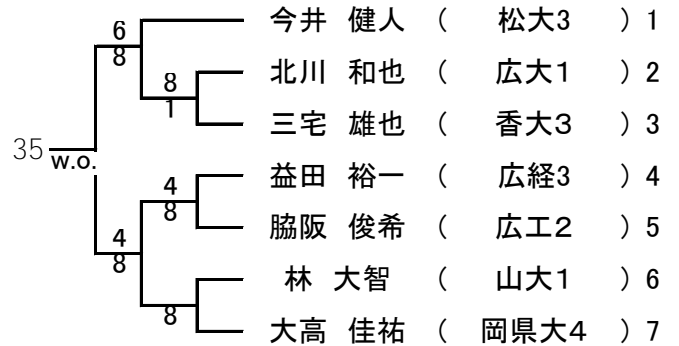 今井 健人 ( 松大3 ) 1
6
8
北川 和也 ( 広大1 ) 2
8
1
三宅 雄也 ( 香大3 ) 3
35
w.o.
益田 裕一 ( 広経3 ) 4
4
8
脇阪 俊希 ( 広工2 ) 5
4
8
林 大智 ( 山大1 ) 6
8
大高 佳祐 ( 岡県大4 ) 7